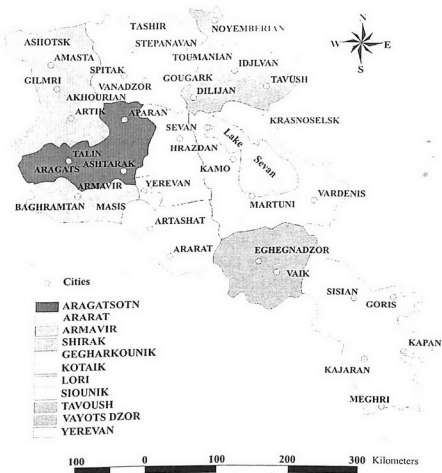 N
W E
S
TASHIR
NOYEMBERIAN
ASHOTSK
STEPANAVAN
AMASTA
TOUMANIAN
SPITAK
IDJLVAN
GILMRI
VANADZOR
GOUGARK
TAVUSH
AKHOURIAN
DILIJAN
ARTIK
APARAN
SEVAN
KRASNOSELSK
TALIN
HRAZDAN
Lake
Sevan
ASHTARAK
ARAGATS
KAMO
ARMAVIR
YEREVAN
BAGHRAMTAN
MASIS
MARTUNI
VARDENIS
ARTASHAT
ARARAT
EGHEGNADZOR
VAIK
Cities
SISIAN
GORIS
ARAGATSOTN
ARARAT
ARMAVIR
SHIRAK
GEGHARKOUNIK
KOTAIK
LORI
SIOUNIK
TAVOUSH
VAYOTS DZOR
YEREVAN
KAPAN
KAJARAN
MEGHRI
100 0 100 200 300 Kilometers